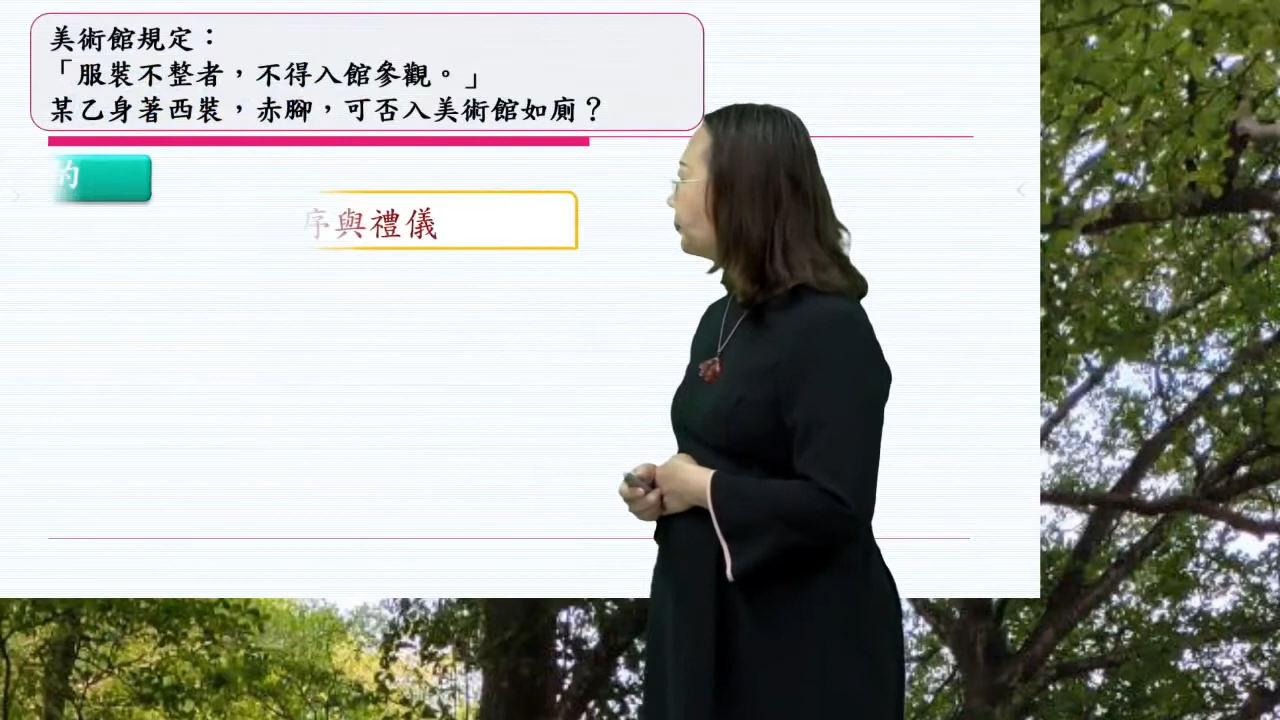 美術館規定：
「服裝不整者，不得入館參觀。」
某乙身著西裝，赤腳，可否入美術館如廁？
的
序與禮儀